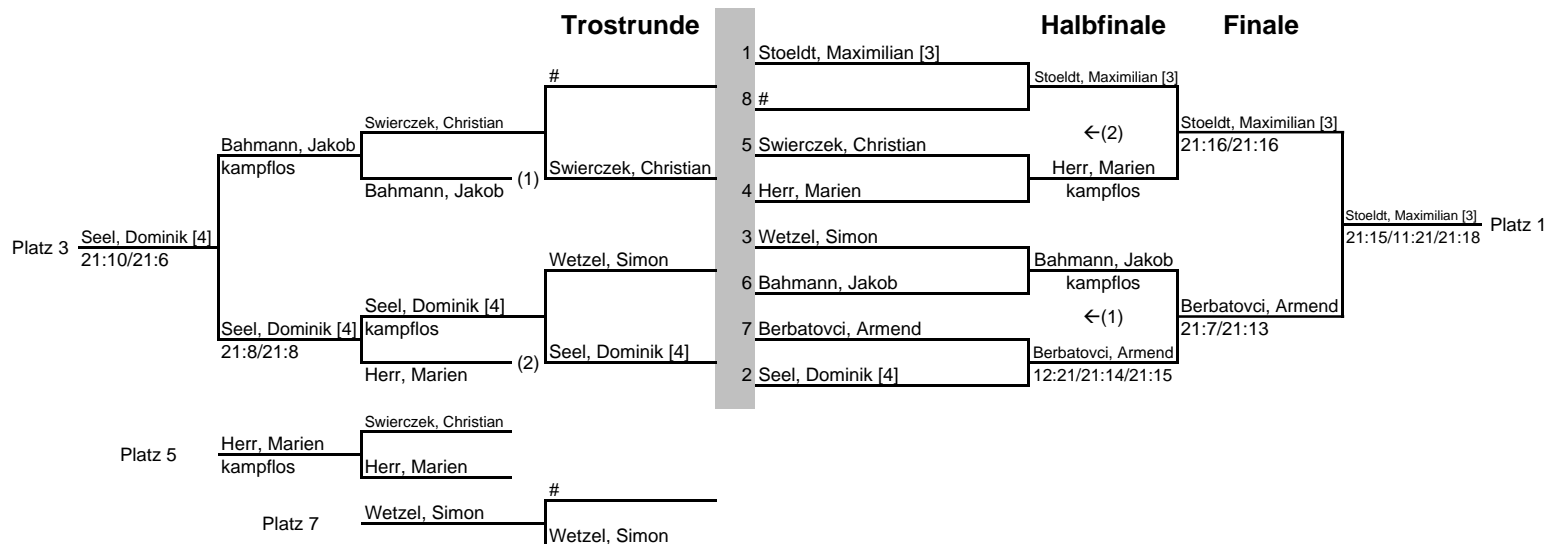 Trostrunde Halbfinale Finale
1 Stoeldt, Maximilian [3]
# Stoeldt, Maximilian [3]
8 #
Swierczek, Christian Stoeldt, Maximilian [3]
Bahmann, Jakob 5 Swierczek, Christian ←(2) 21:16/21:16
kampflos Swierczek, Christian Herr, Marien
Bahmann, Jakob (1) 4 Herr, Marien kampflos
Stoeldt, Maximilian [3]
Platz 3 Seel, Dominik [4] 3 Wetzel, Simon 21:15/11:21/21:18 Platz 1
21:10/21:6 Wetzel, Simon Bahmann, Jakob
6 Bahmann, Jakob kampflos
Seel, Dominik [4] Berbatovci, Armend
Seel, Dominik [4] kampflos 7 Berbatovci, Armend ←(1) 21:7/21:13
21:8/21:8 Seel, Dominik [4] Berbatovci, Armend
Herr, Marien (2) 2 Seel, Dominik [4] 12:21/21:14/21:15
Swierczek, Christian
Platz 5 Herr, Marien
kampflos Herr, Marien
#
Platz 7 Wetzel, Simon
Wetzel, Simon